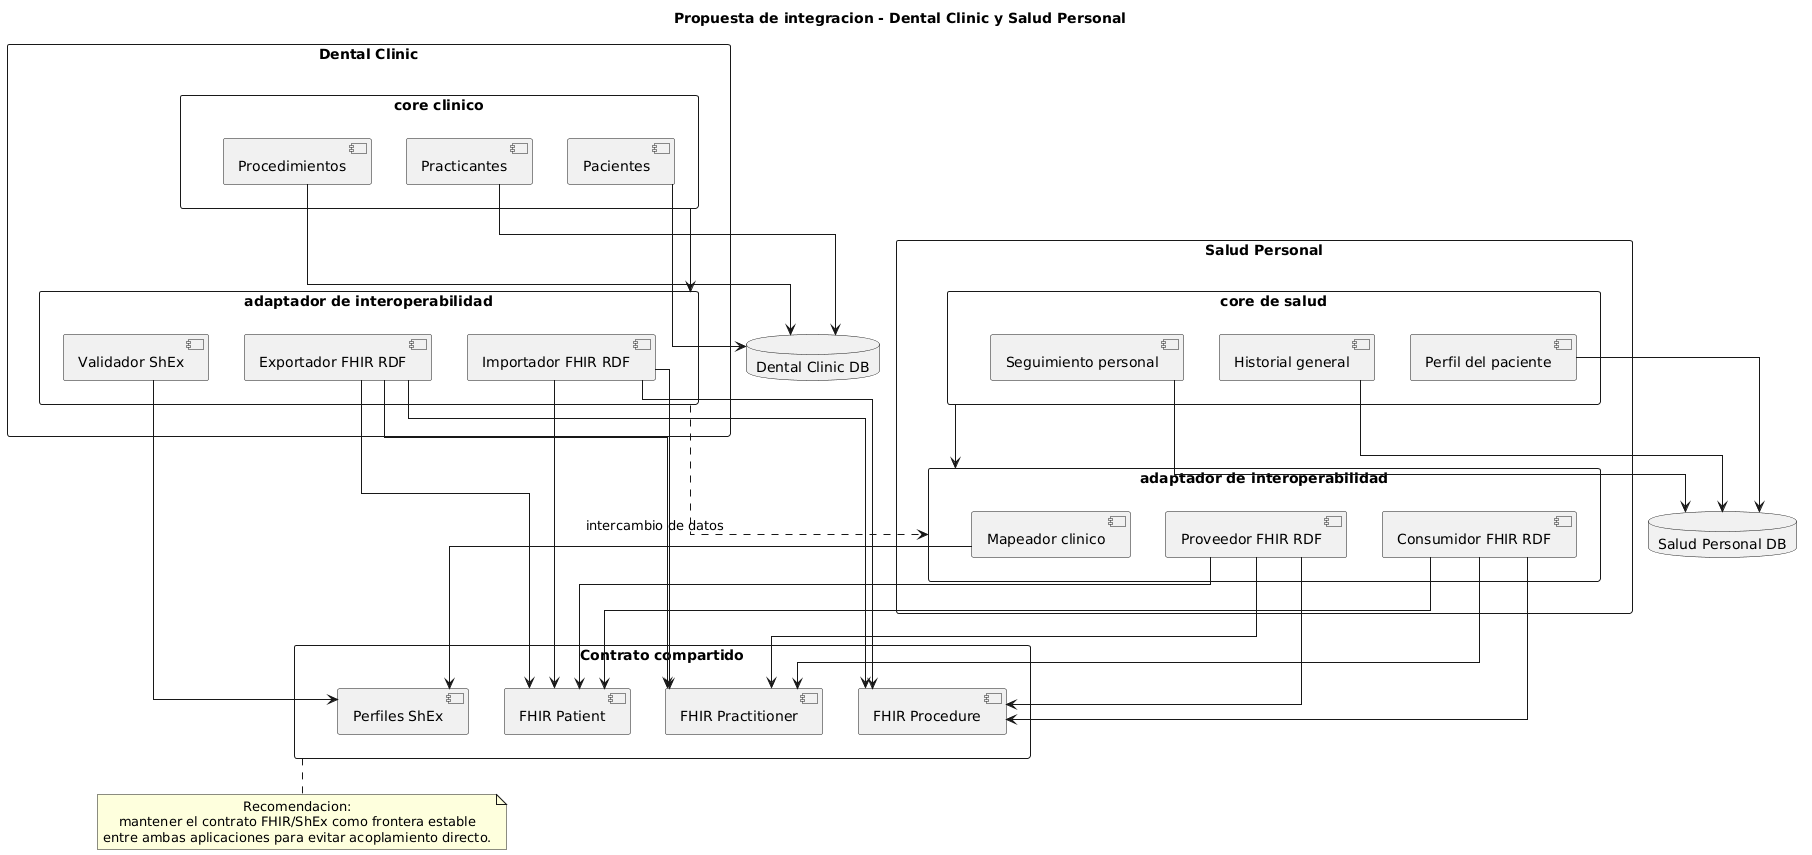 Propuesta de integracion - Dental Clinic y Salud Personal
Dental Clinic
core clinico
Procedimientos
Practicantes
Pacientes
adaptador de interoperabilidad
Validador ShEx
Exportador FHIR RDF
Importador FHIR RDF
Dental Clinic DB
Salud Personal
core de salud
Seguimiento personal
Historial general
Perfil del paciente
adaptador de interoperabilidad
Mapeador clinico
Proveedor FHIR RDF
Consumidor FHIR RDF
Salud Personal DB
intercambio de datos
Contrato compartido
Perfiles ShEx
FHIR Patient
FHIR Practitioner
FHIR Procedure
Recomendacion:
mantener el contrato FHIR/ShEx como frontera estable
entre ambas aplicaciones para evitar acoplamiento directo.